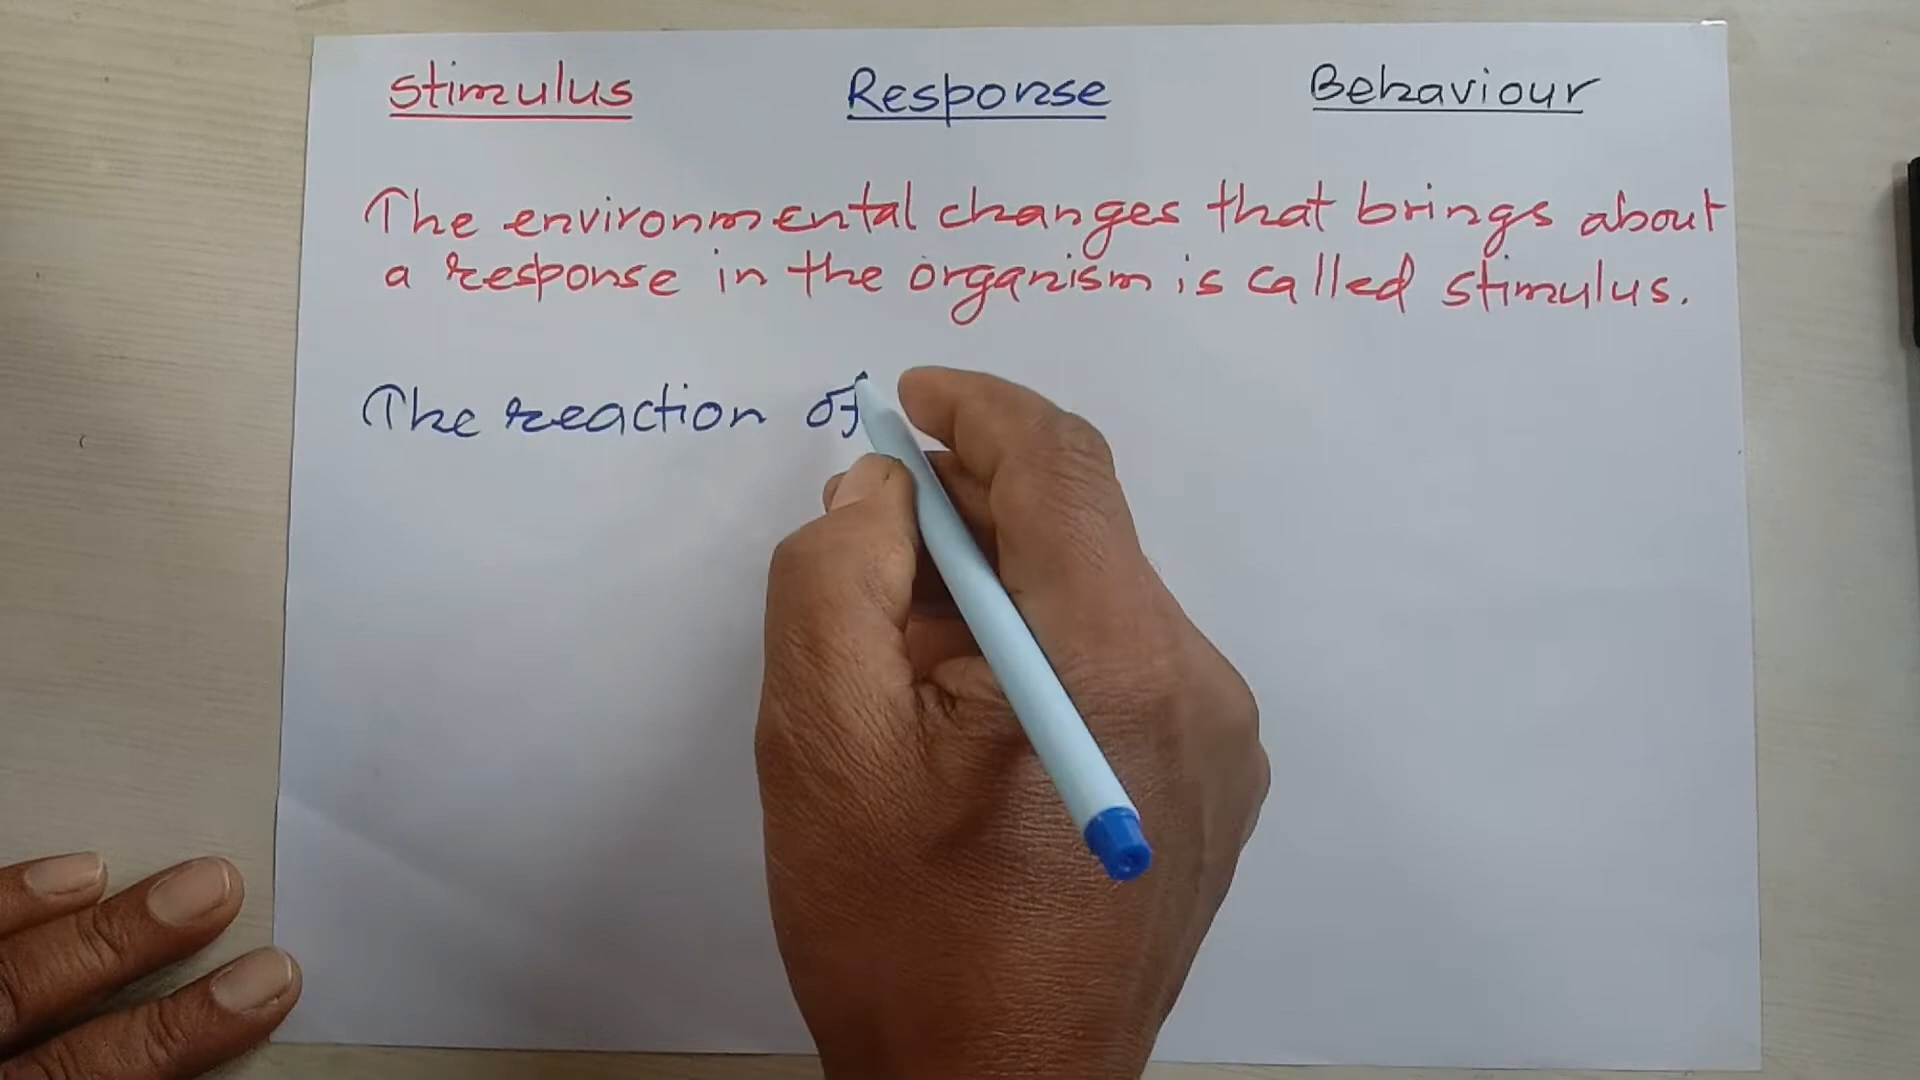 Stimulus Response Behaviour
The environmental changes that brings about
a response in the organism is called stimulus.
The reaction of